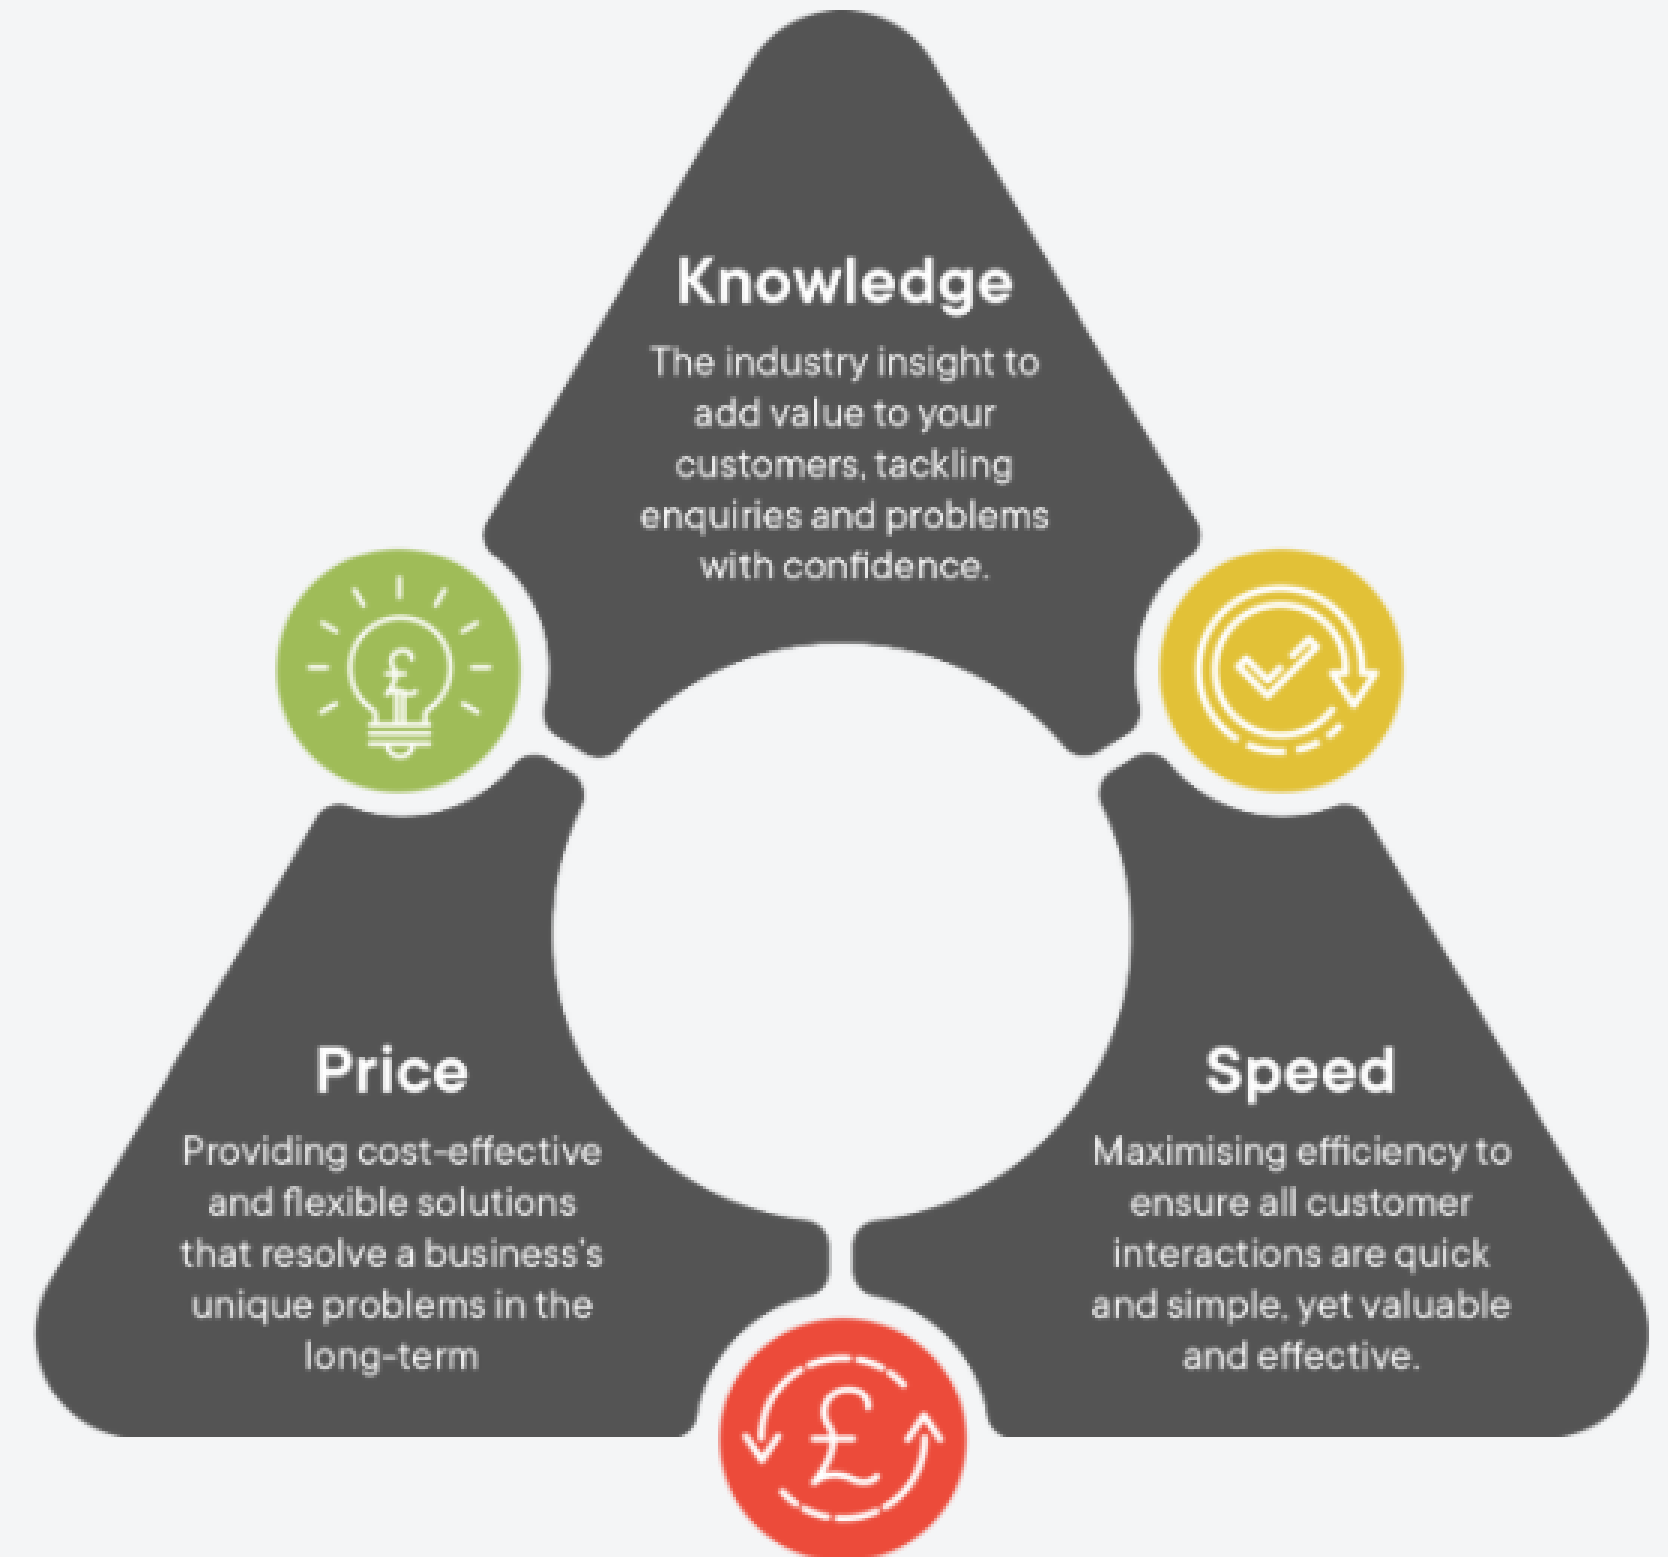 Knowledge
The industry insight to
add value to your
customers, tackling
enquiries and problems
with confidence.
£
£
Price
Providing cost-effective
and flexible solutions
that resolve a business's
unique problems in the
long-term
Speed
Maximising efficiency to
ensure all customer
interactions are quick
and simple, yet valuable
and effective.